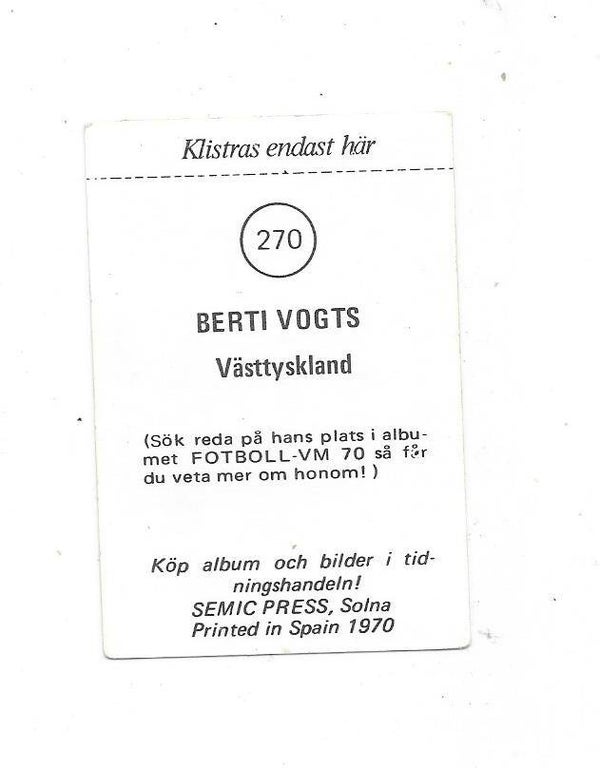 Klistras endast här
270
BERTI VOGTS
Västtyskland
(Sök reda på hans plats i albu-
met FOTBOLL-VM 70 så får
du veta mer om honom! )
Köp album och bilder i tid-
ningshandeln!
SEMIC PRESS, Solna
Printed in Spain 1970